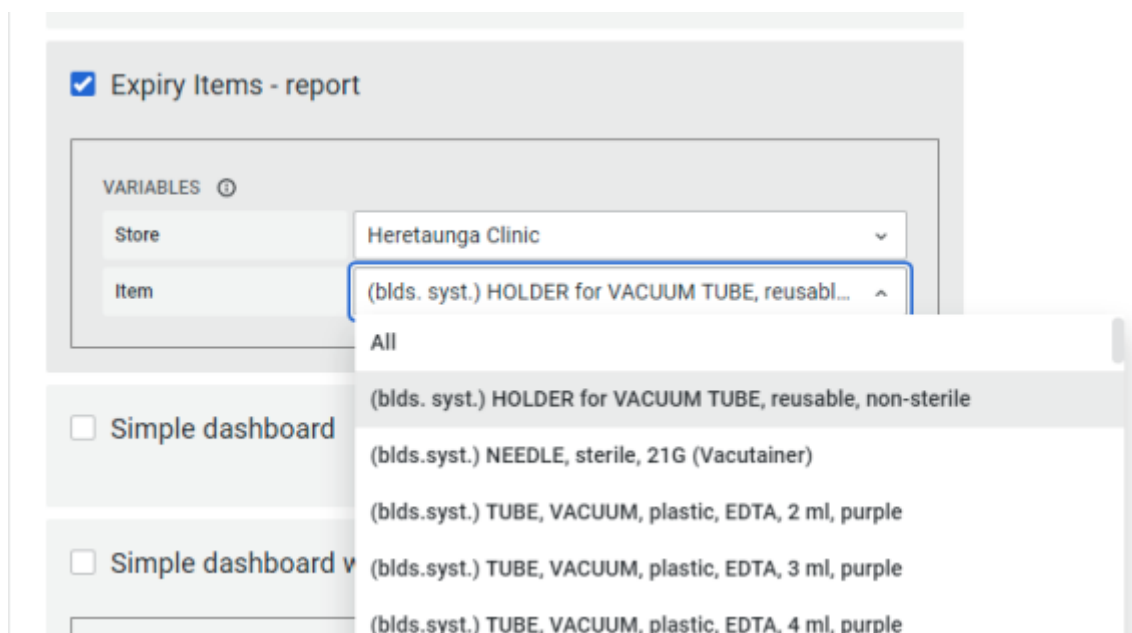 Expiry Items - report
VARIABLES
Store
Heretaunga Clinic
Item
(blds. syst.) HOLDER for VACUUM TUBE, reusabl...
All
(blds. syst.) HOLDER for VACUUM TUBE, reusable, non-sterile
Simple dashboard
(blds.syst.) NEEDLE, sterile, 21G (Vacutainer)
(blds.syst.) TUBE, VACUUM, plastic, EDTA, 2 ml, purple
Simple dashboard
(blds.syst.) TUBE, VACUUM, plastic, EDTA, 3 ml, purple
(blds.syst.) TUBE, VACUUM, plastic, EDTA, 4 ml, purple